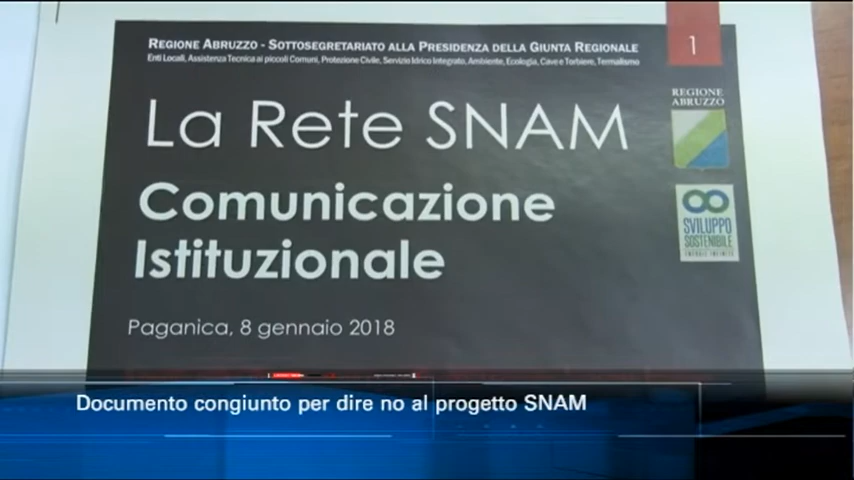 REGIONE ABRUZZO - SOTTOSEGRETARIATO ALLA PRESIDENZA DELLA GIUNTA REGIONALE
Enti Locali, Assistenza Tecnica ai piccoli Comuni, Protezione Civile, Servizio Idrico Integrato, Ambiente, Ecologia, Cave e Torbiere, Termalismo
1
REGIONE
ABRUZZO
La Rete SNAM
Comunicazione
Istituzionale
SVILUPPO
SOSTENIBILE
Paganica, 8 gennaio 2018
Documento congiunto per dire no al progetto SNAM